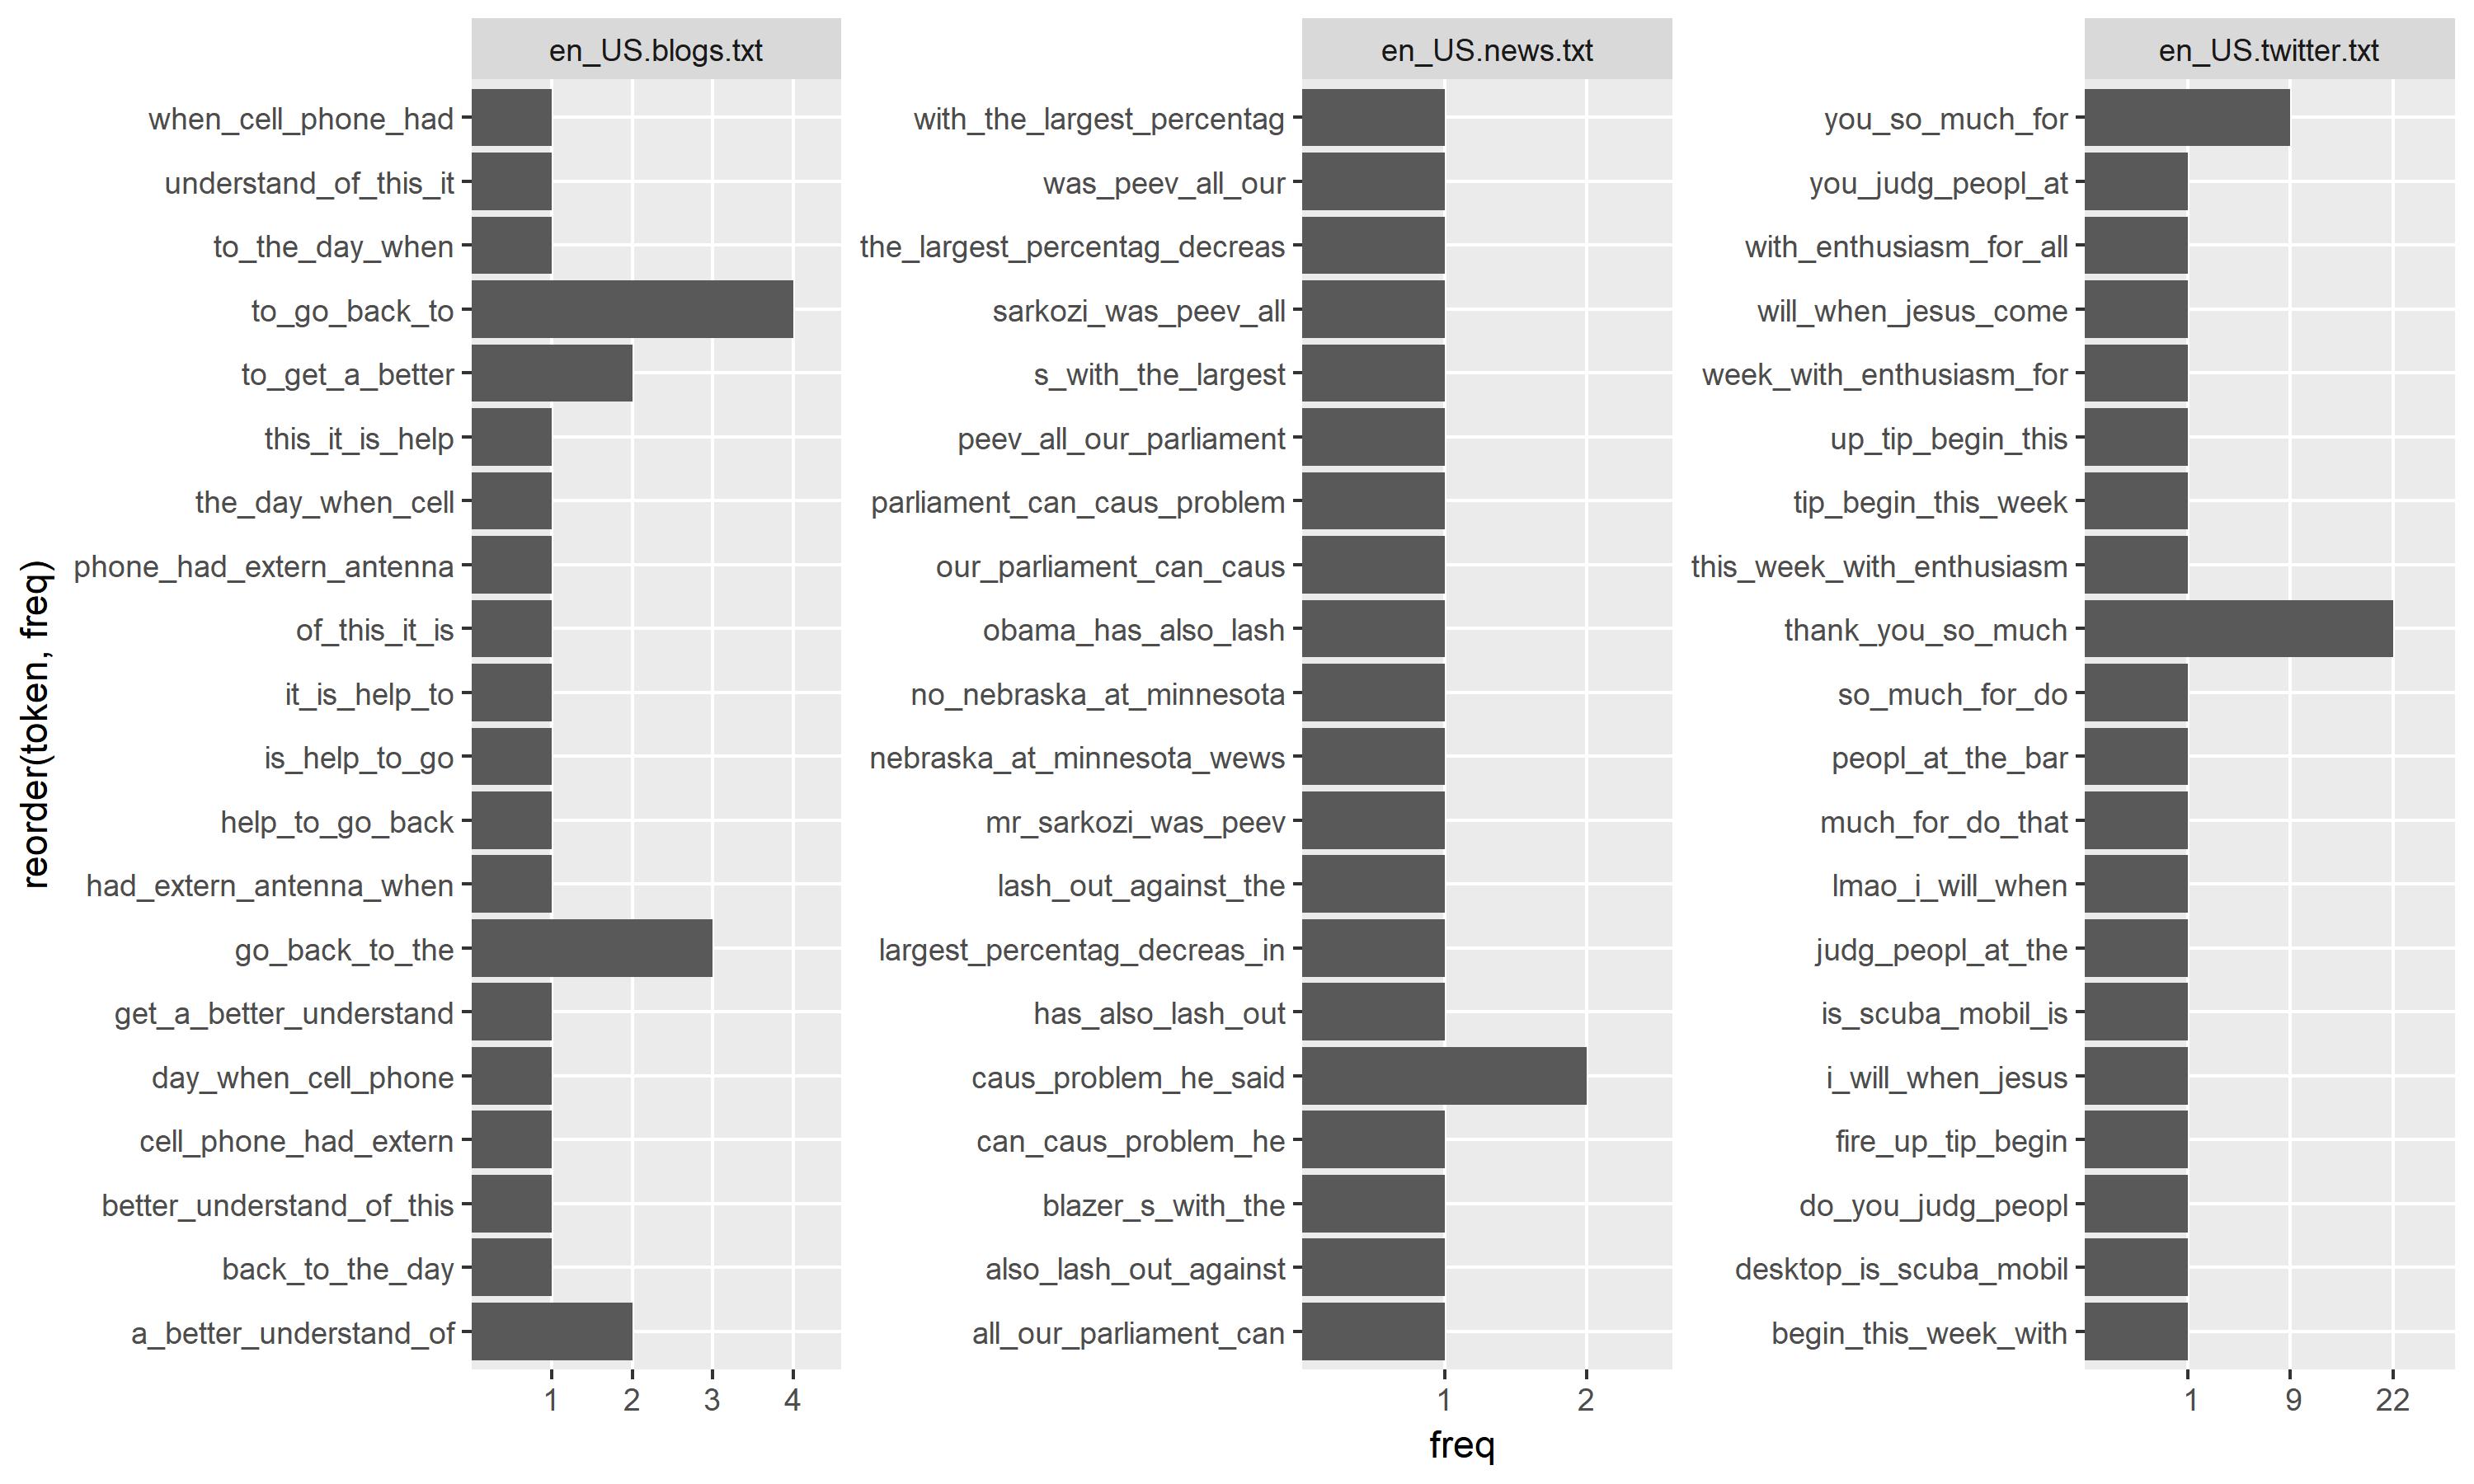 en_US.blogs.txt
when_cell_phone_had
understand_of_this_it
to_the_day_when
to_go_back_to
to_get_a_better
this_it_is_help
the_day_when_cell
phone_had_extern_antenna
of_this_it_is
it_is_help_to
is_help_to_go
help_to_go_back
had_extern_antenna_when
go_back_to_the
get_a_better_understand
day_when_cell_phone
cell_phone_had_extern
better_understand_of_this
back_to_the_day
a_better_understand_of
1 2 3 4
en_US.news.txt
with_the_largest_percentag
was_peev_all_our
the_largest_percentag_decreas
sarkozi_was_peev_all
s_with_the_largest
peev_all_our_parliament
parliament_can_caus_problem
our_parliament_can_caus
obama_has_also_lash
no_nebraska_at_minnesota
nebraska_at_minnesota_wews
mr_sarkozi_was_peev
lash_out_against_the
largest_percentag_decreas_in
has_also_lash_out
caus_problem_he_said
can_caus_problem_he
blazer_s_with_the
also_lash_out_against
all_our_parliament_can
1 2
en_US.twitter.txt
you_so_much_for
you_judg_peopl_at
with_enthusiasm_for_all
will_when_jesus_come
week_with_enthusiasm_for
up_tip_begin_this
tip_begin_this_week
this_week_with_enthusiasm
thank_you_so_much
so_much_for_do
peopl_at_the_bar
much_for_do_that
lmao_i_will_when
judg_peopl_at_the
is_scuba_mobil_is
i_will_when_jesus
fire_up_tip_begin
do_you_judg_peopl
desktop_is_scuba_mobil
begin_this_week_with
1 9 22
reorder(token, freq)
freq